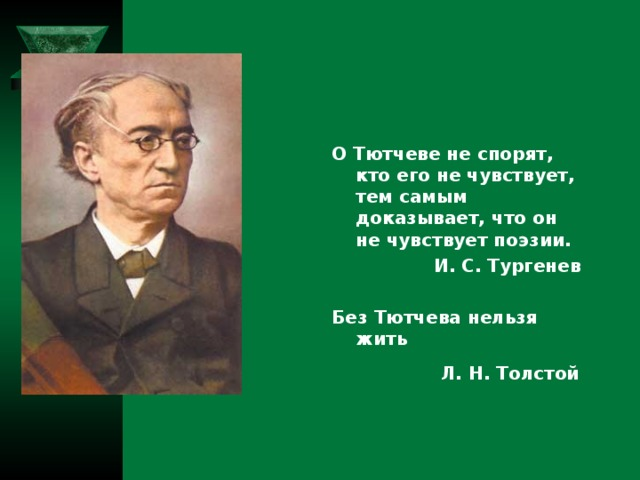 О Тютчеве не спорят,
кто его не чувствует,
тем самым
доказывает, что он
не чувствует поэзии.
И. С. Тургенев
Без Тютчева нельзя
жить
Л. Н. Толстой